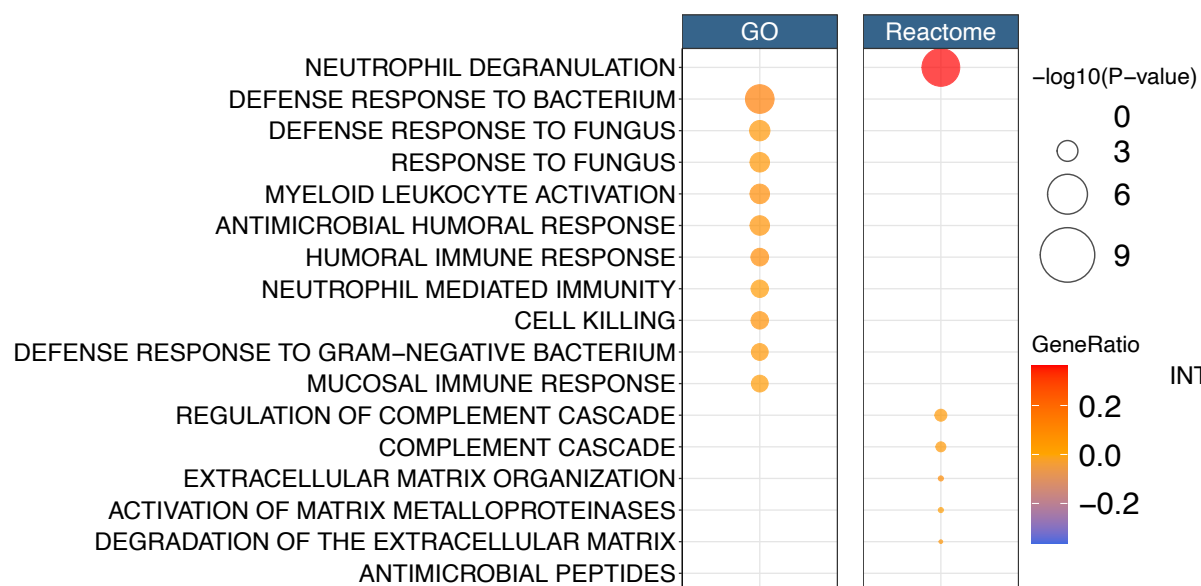 GO
Reactome
NEUTROPHIL DEGRANULATION
DEFENSE RESPONSE TO BACTERIUM
DEFENSE RESPONSE TO FUNGUS
RESPONSE TO FUNGUS
MYELOID LEUKOCYTE ACTIVATION
ANTIMICROBIAL HUMORAL RESPONSE
HUMORAL IMMUNE RESPONSE
NEUTROPHIL MEDIATED IMMUNITY
CELL KILLING
DEFENSE RESPONSE TO GRAM−NEGATIVE BACTERIUM
MUCOSAL IMMUNE RESPONSE
REGULATION OF COMPLEMENT CASCADE
COMPLEMENT CASCADE
EXTRACELLULAR MATRIX ORGANIZATION
ACTIVATION OF MATRIX METALLOPROTEINASES
DEGRADATION OF THE EXTRACELLULAR MATRIX
ANTIMICROBIAL PEPTIDES
−log10(P−value)
0
3
6
9
GeneRatio
0.2
0.0
−0.2
INT